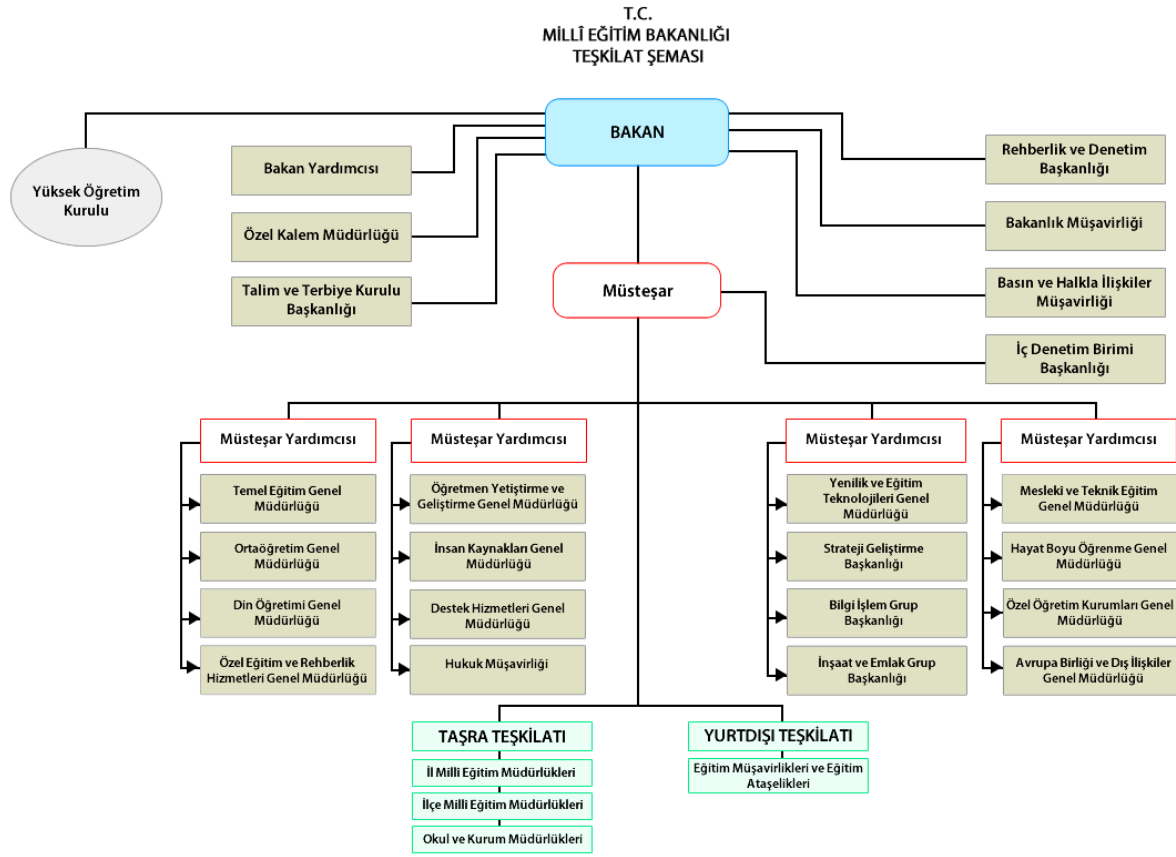 T.C.
MİLLÎ EĞİTİM BAKANLIĞI
TEŞKİLAT ŞEMASI
BAKAN
Yüksek Öğretim
Kurulu
Bakan Yardımcısı
Özel Kalem Müdürlüğü
Talim ve Terbiye Kurulu
Başkanlığı
Rehberlik ve Denetim
Başkanlığı
Bakanlık Müşavirliği
Basın ve Halkla İlişkiler
Müşavirliği
Müsteşar
İç Denetim Birimi
Başkanlığı
Müsteşar Yardımcısı
Temel Eğitim Genel
Müdürlüğü
Ortaöğretim Genel
Müdürlüğü
Din Öğretimi Genel
Müdürlüğü
Özel Eğitim ve Rehberlik
Hizmetleri Genel Müdürlüğü
Müsteşar Yardımcısı
Öğretmen Yetiştirme ve
Geliştirme Genel Müdürlüğü
İnsan Kaynakları Genel
Müdürlüğü
Destek Hizmetleri Genel
Müdürlüğü
Hukuk Müşavirliği
Müsteşar Yardımcısı
Yenilik ve Eğitim
Teknolojileri Genel
Müdürlüğü
Strateji Geliştirme
Başkanlığı
Bilgi İşlem Grup
Başkanlığı
İnşaat ve Emlak Grup
Başkanlığı
Müsteşar Yardımcısı
Mesleki ve Teknik Eğitim
Genel Müdürlüğü
Hayat Boyu Öğrenme Genel
Müdürlüğü
Özel Öğretim Kurumları Genel
Müdürlüğü
Avrupa Birliği ve Dış İlişkiler
Genel Müdürlüğü
TAŞRA TEŞKİLATI
İl Millî Eğitim Müdürlükleri
İlçe Millî Eğitim Müdürlükleri
Okul ve Kurum Müdürlükleri
YURTDIŞI TEŞKİLATI
Eğitim Müşavirlikleri ve Eğitim
Ataşelikleri